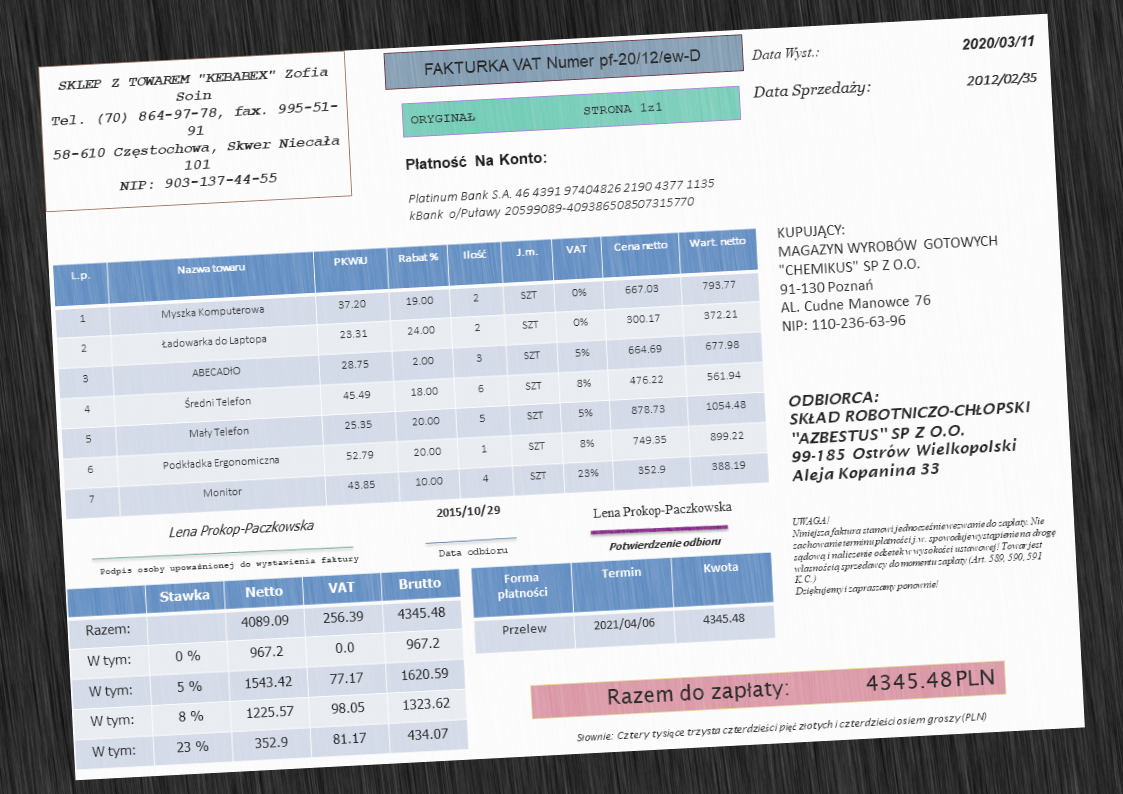 SKLEP Z TOWAREM "KEBABEX" Zofia
Soin
Tel. (70) 864-97-78, fax. 995-51-
91
58-610 Częstochowa, Skwer Niecała
101
NIP: 903-137-44-55
FAKTURKA VAT Numer pf-20/12/ew-D
ORYGINAŁ STRONA 1z1
Płatność Na Konto:
Platinum Bank S.A. 46 4391 97404826 2190 4377 1135
kBank o/Puławy 20599089-409386508507315770
Data Wyst.: 2020/03/11
Data Sprzedaży: 2012/02/35
KUPUJĄCY:
MAGAZYN WYROBÓW GOTOWYCH
"CHEMIKUS" SP Z O.O.
91-130 Poznań
AL. Cudne Manowce 76
NIP: 110-236-63-96
L.p. Nazwa towaru PKWiU Rabat % Ilość J.m. VAT Cena netto Wart. netto
1 Myszka Komputerowa 37.20 19.00 2 SZT 0% 667.03 793.77
2 Ładowarka do Laptopa 23.31 24.00 2 SZT 0% 300.17 372.21
3 ABECADŁO 28.75 2.00 3 SZT 5% 664.69 677.98
4 Średni Telefon 45.49 18.00 6 SZT 8% 476.22 561.94
5 Mały Telefon 25.35 20.00 5 SZT 5% 878.73 1054.48
6 Podkładka Ergonomiczna 52.79 20.00 1 SZT 8% 749.35 899.22
7 Monitor 43.85 10.00 4 SZT 23% 352.9 388.19
ODBIORCA:
SKŁAD ROBOTNICZO-CHŁOPSKI
"AZBESTUS" SP Z O.O.
99-185 Ostrów Wielkopolski
Aleja Kopanina 33
Lena Prokop-Paczkowska
Podpis osoby upoważnionej do wystawienia faktury
2015/10/29
Data odbioru
Lena Prokop-Paczkowska
Potwierdzenie odbioru
UWAGA!
Niniejsza faktura stanowi jednocześnie wezwanie do zapłaty. Nie
zachowanie terminu płatności j.w. spowoduje wystąpienie na drogę
sądową i naliczenie odsetek w wysokości ustawowej! Towar jest
własnością sprzedawcy do momentu zapłaty (Art. 589, 590, 591
K.C.)
Dziękujemy i zapraszamy ponownie!
Stawka Netto VAT Brutto
Razem: 4089.09 256.39 4345.48
W tym: 0 % 967.2 0.0 967.2
W tym: 5 % 1543.42 77.17 1620.59
W tym: 8 % 1225.57 98.05 1323.62
W tym: 23 % 352.9 81.17 434.07
Forma płatności Termin Kwota
Przelew 2021/04/06 4345.48
Razem do zapłaty: 4345.48 PLN
Słownie: Cztery tysiące trzysta czterdzieści pięć złotych i czterdzieści osiem groszy (PLN)